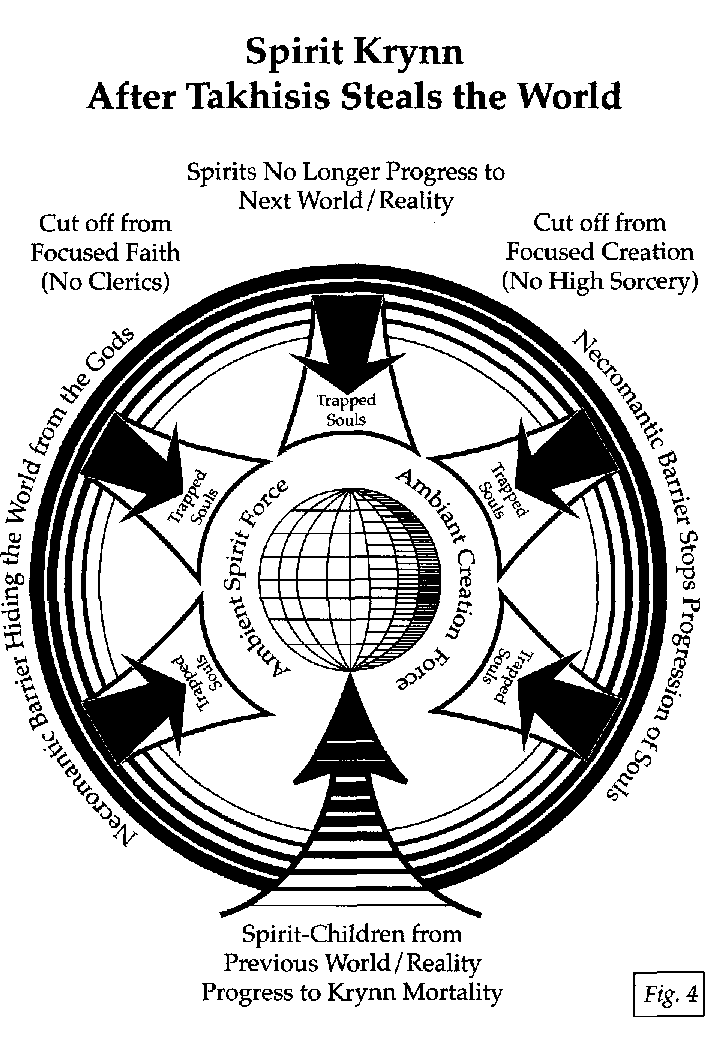 Spirit Krynn
After Takhisis Steals the World
Spirits No Longer Progress to
Next World/Reality
Cut off from
Focused Faith
(No Clerics)
Cut off from
Focused Creation
(No High Sorcery)
Necromantic Barrier Hiding the World from the Gods
Necromantic Barrier Stops Progression of Souls
Trapped
Souls
Trapped
Souls
Trapped
Souls
Ambient Spirit Force
Ambiant Creation Force
Trapped
Souls
Trapped
Souls
Spirit-Children from
Previous World/Reality
Progress to Krynn Mortality
Fig. 4